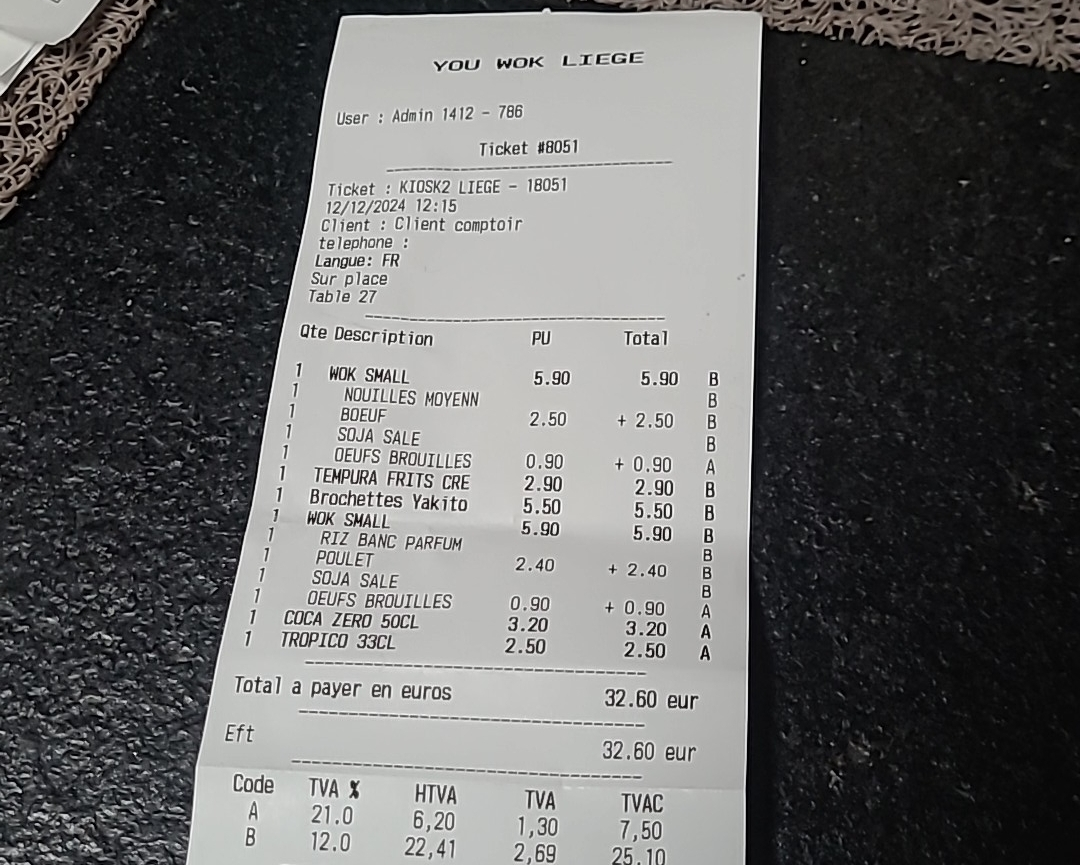 YOU WOK LIEGE
User : Admin 1412 - 786
Ticket #8051
Ticket : KIOSK2 LIEGE - 18051
12/12/2024 12:15
Client : Client comptoir
telephone :
Langue: FR
Sur place
Table 27
Qte Description PU Total
1 WOK SMALL 5.90 5.90 B
1 NOUILLES MOYENN B
1 BOEUF 2.50 + 2.50 B
1 SOJA SALE B
1 OEUFS BROUILLES 0.90 + 0.90 A
1 TEMPURA FRITS CRE 2.90 2.90 B
1 Brochettes Yakito 5.50 5.50 B
1 WOK SMALL 5.90 5.90 B
1 RIZ BANC PARFUM B
1 POULET 2.40 + 2.40 B
1 SOJA SALE B
1 OEUFS BROUILLES 0.90 + 0.90 A
1 COCA ZERO 50CL 3.20 3.20 A
1 TROPICO 33CL 2.50 2.50 A
Total a payer en euros 32.60 eur
Eft 32.60 eur
Code TVA % HTVA TVA TVAC
A 21.0 6,20 1,30 7,50
B 12.0 22,41 2,69 25,10